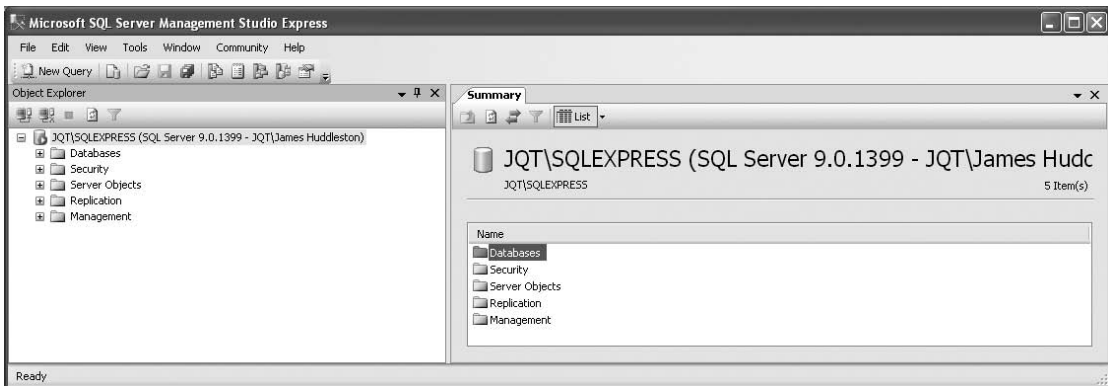 Microsoft SQL Server Management Studio Express
File Edit View Tools Window Community Help
New Query
Object Explorer
JQT\SQLEXPRESS (SQL Server 9.0.1399 - JQT\James Huddleston)
Databases
Security
Server Objects
Replication
Management
Summary
List
JQT\SQLEXPRESS (SQL Server 9.0.1399 - JQT\James Hudc
JQT\SQLEXPRESS 5 Item(s)
Name
Databases
Security
Server Objects
Replication
Management
Ready